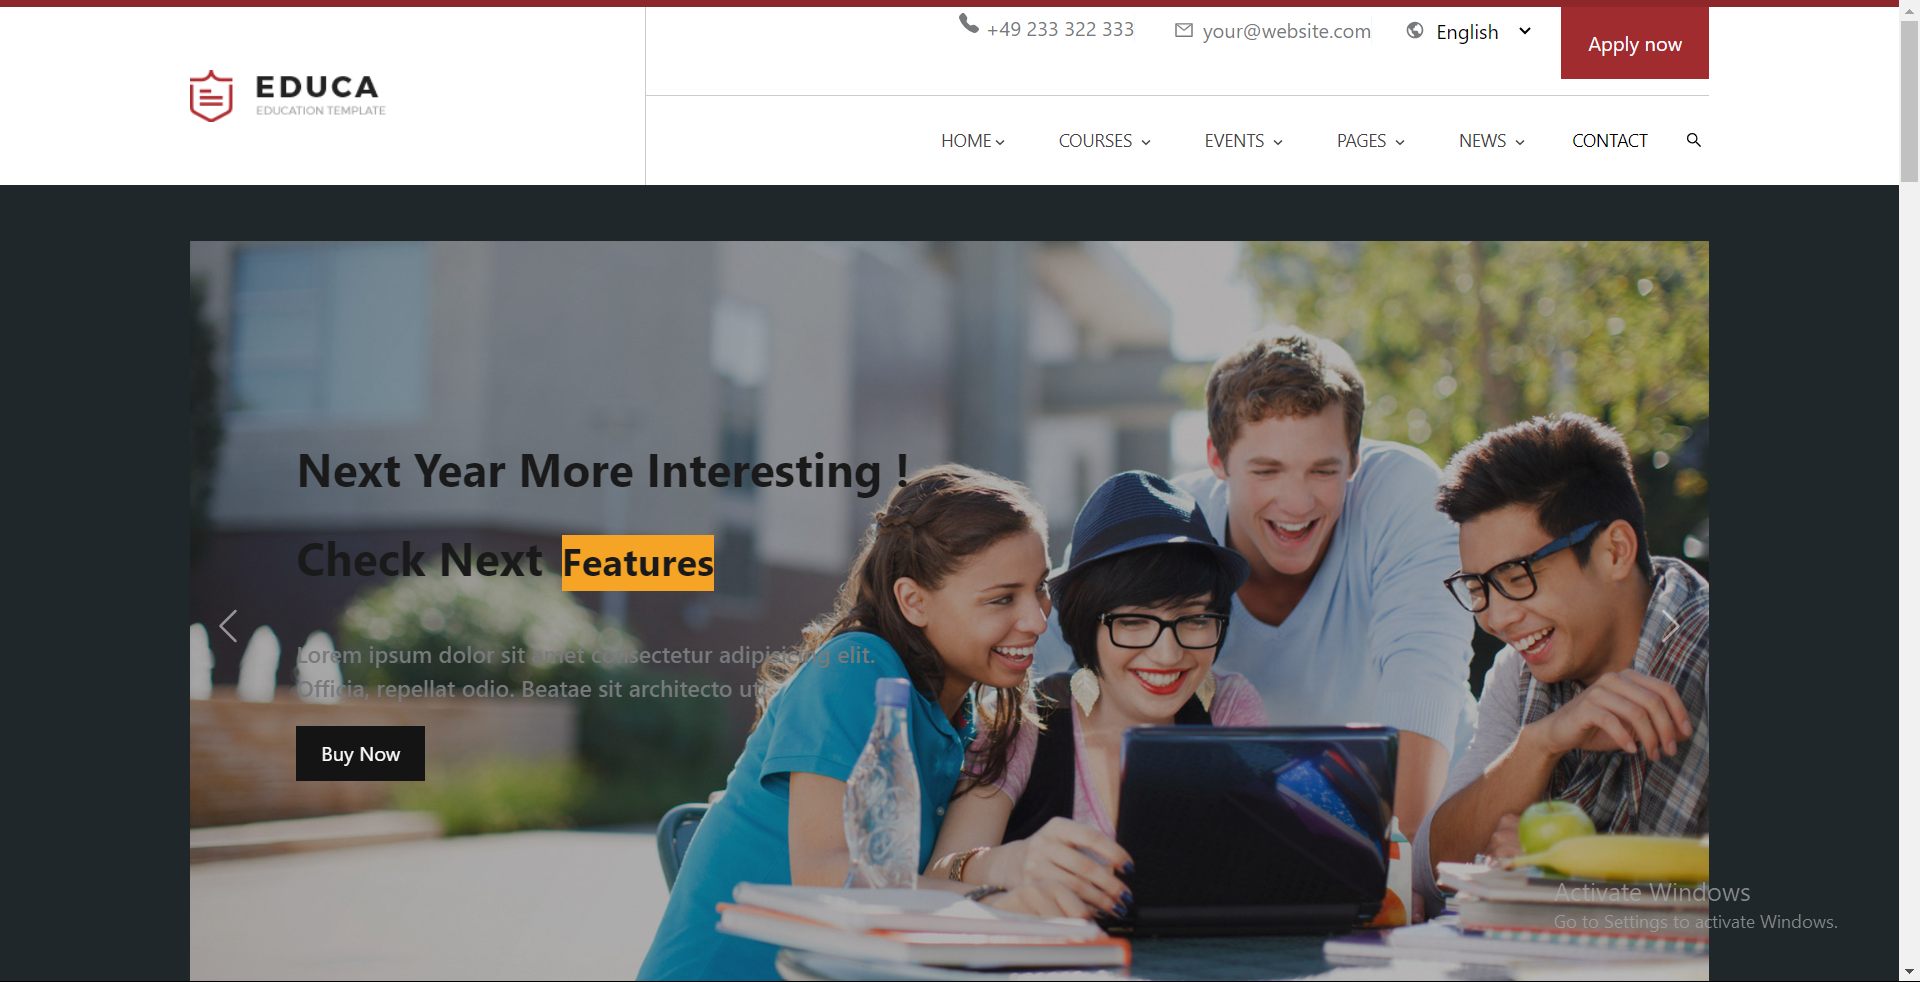 +49 233 322 333
your@website.com
English
Apply now
EDUCA
EDUCATION TEMPLATE
HOME
COURSES
EVENTS
PAGES
NEWS
CONTACT
Next Year More Interesting !
Check Next Features
Lorem ipsum dolor sit amet consectetur adipisicing elit.
Officia, repellat odio. Beatae sit architecto ut
Buy Now
Activate Windows
Go to Settings to activate Windows.